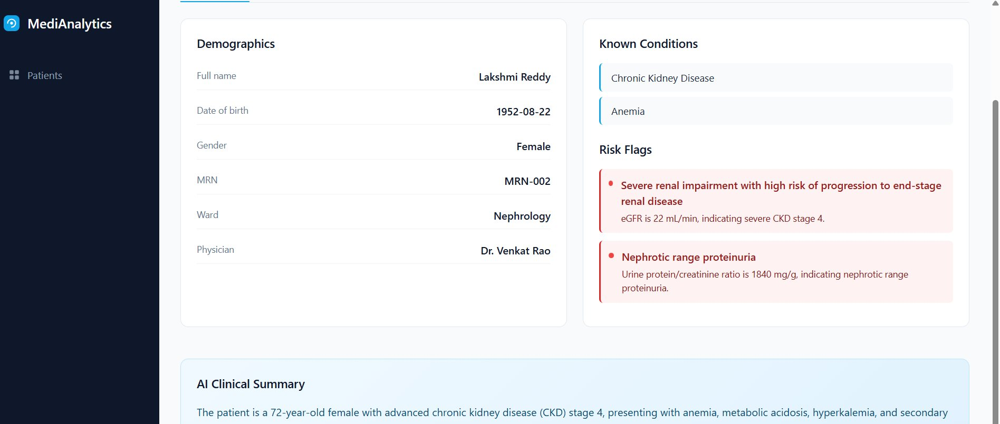 MediAnalytics
Patients
Demographics
Full name
Lakshmi Reddy
Date of birth
1952-08-22
Gender
Female
MRN
MRN-002
Ward
Nephrology
Physician
Dr. Venkat Rao
Known Conditions
Chronic Kidney Disease
Anemia
Risk Flags
Severe renal impairment with high risk of progression to end-stage
renal disease
eGFR is 22 mL/min, indicating severe CKD stage 4.
Nephrotic range proteinuria
Urine protein/creatinine ratio is 1840 mg/g, indicating nephrotic range
proteinuria.
AI Clinical Summary
The patient is a 72-year-old female with advanced chronic kidney disease (CKD) stage 4, presenting with anemia, metabolic acidosis, hyperkalemia, and secondary